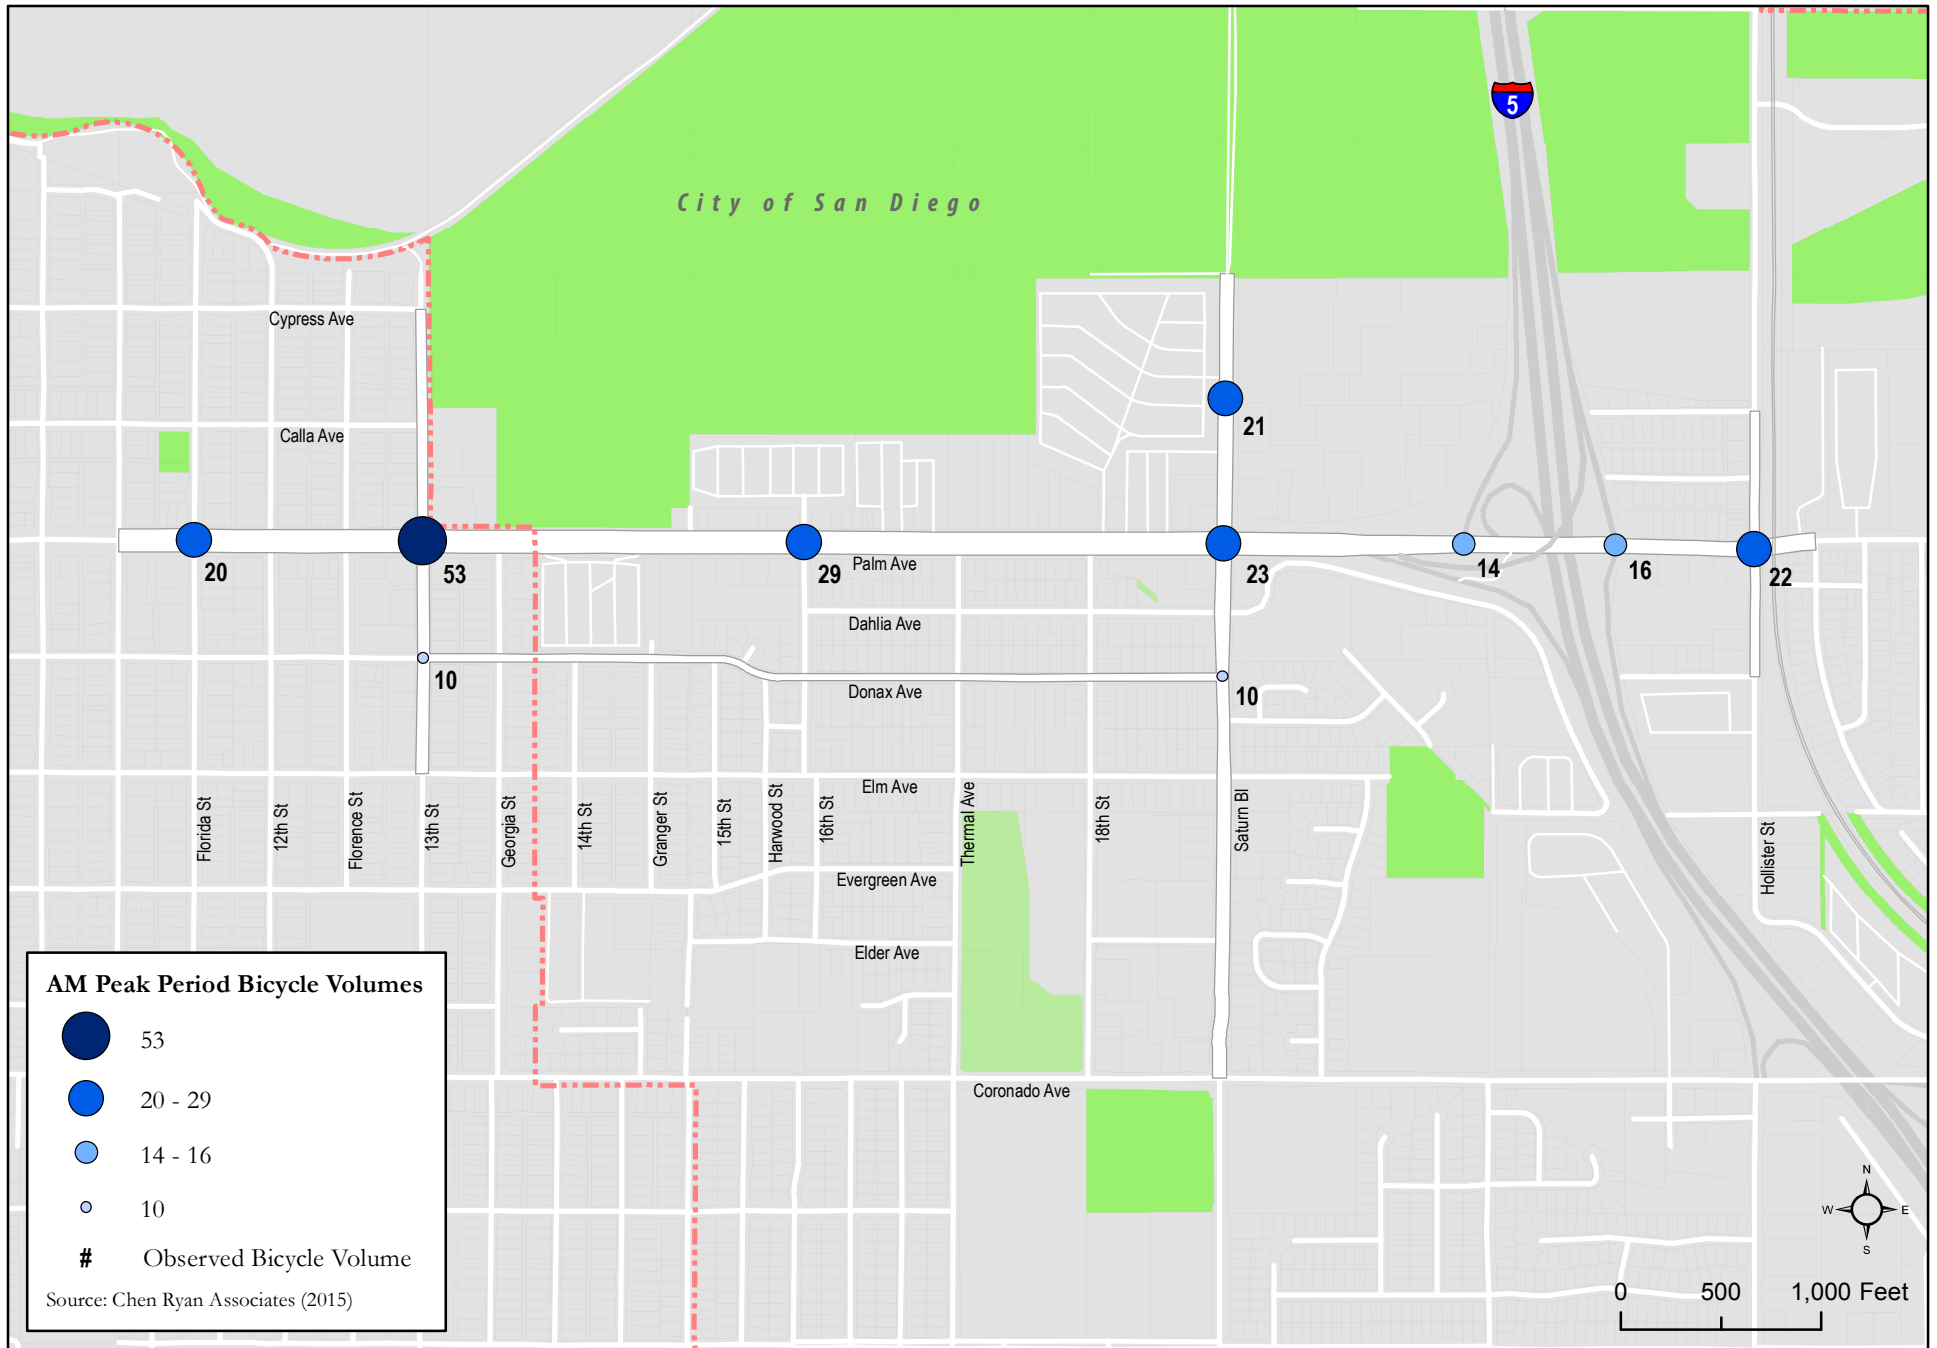 5
City of San Diego
Cypress Ave
21
Calla Ave
20
53
29
Palm Ave
23
14
16
22
Dahlia Ave
10
Donax Ave
10
Elm Ave
Florida St
12th St
Florence St
13th St
Georgia St
14th St
Granger St
15th St
Harwood St
16th St
Thermal Ave
18th St
Saturn Bl
Hollister St
Evergreen Ave
Elder Ave
Coronado Ave
AM Peak Period Bicycle Volumes
53
20 - 29
14 - 16
10
# Observed Bicycle Volume
Source: Chen Ryan Associates (2015)
N
W E
S
0 500 1,000 Feet